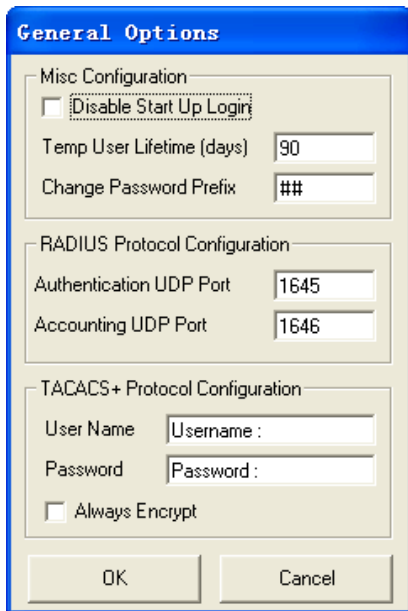 General Options
Misc Configuration
Disable Start Up Login
Temp User Lifetime (days) 90
Change Password Prefix ##
RADIUS Protocol Configuration
Authentication UDP Port 1645
Accounting UDP Port 1646
TACACS+ Protocol Configuration
User Name Username :
Password Password :
Always Encrypt
OK Cancel